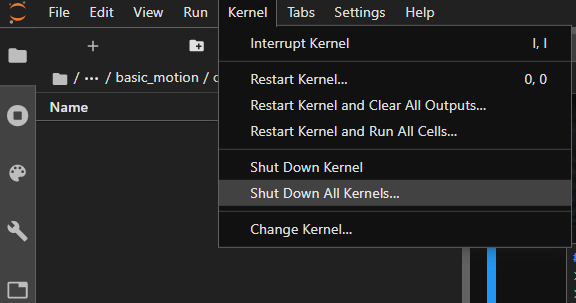 File Edit View Run Kernel Tabs Settings Help
+
Interrupt Kernel I, I
/ ··· / basic_motion /
Restart Kernel... 0, 0
Restart Kernel and Clear All Outputs...
Name
Restart Kernel and Run All Cells...
Shut Down Kernel
Shut Down All Kernels...
Change Kernel...